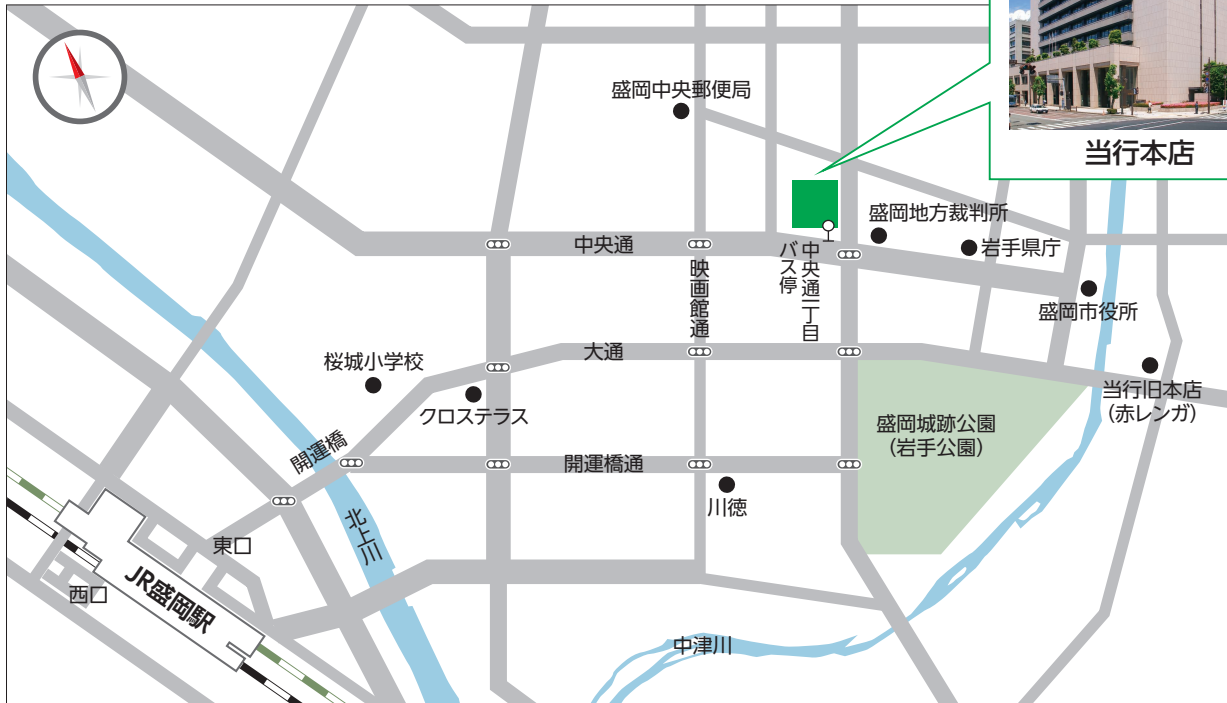 盛岡中央郵便局
当行本店
盛岡地方裁判所
岩手県庁
中央通
中央通一丁目
バス停
映画館通
盛岡市役所
大通
桜城小学校
クロステラス
当行旧本店
(赤レンガ)
盛岡城跡公園
(岩手公園)
開運橋
開運橋通
川徳
北上川
東口
西口
JR盛岡駅
中津川